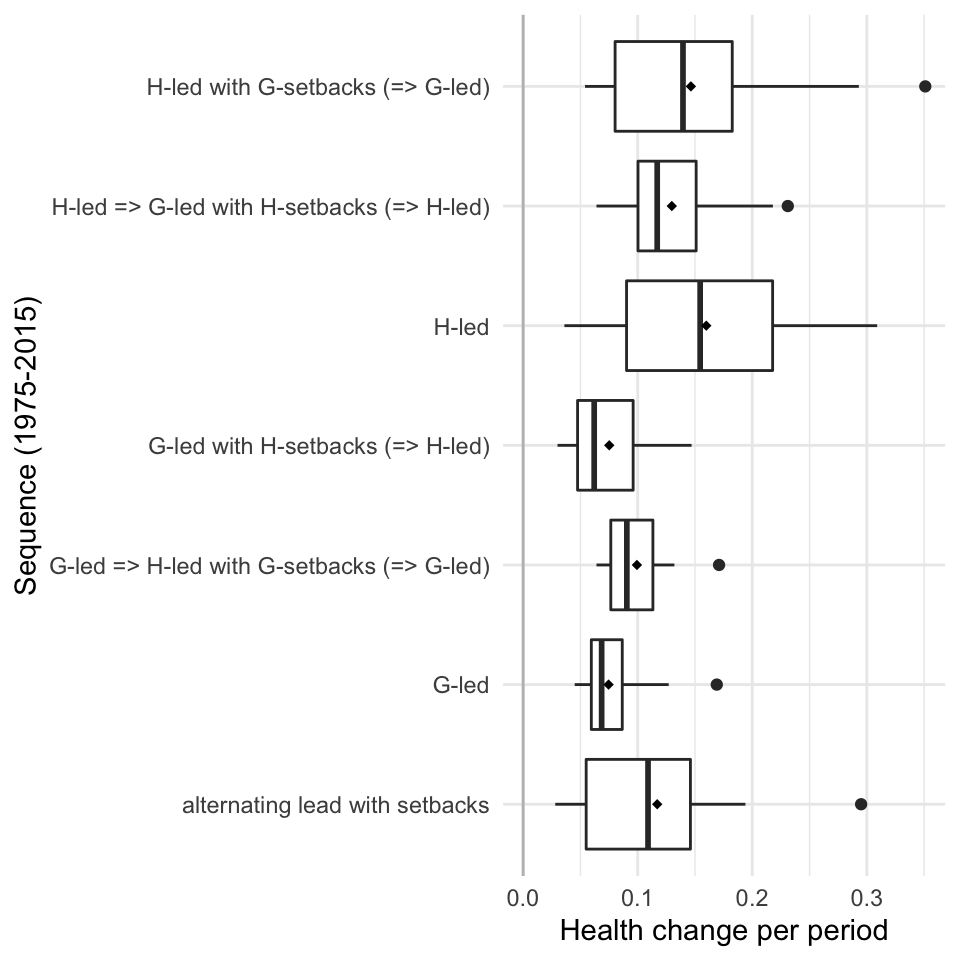 Sequence (1975-2015)
H-led with G-setbacks (=> G-led)
H-led => G-led with H-setbacks (=> H-led)
H-led
G-led with H-setbacks (=> H-led)
G-led => H-led with G-setbacks (=> G-led)
G-led
alternating lead with setbacks
0.0 0.1 0.2 0.3
Health change per period